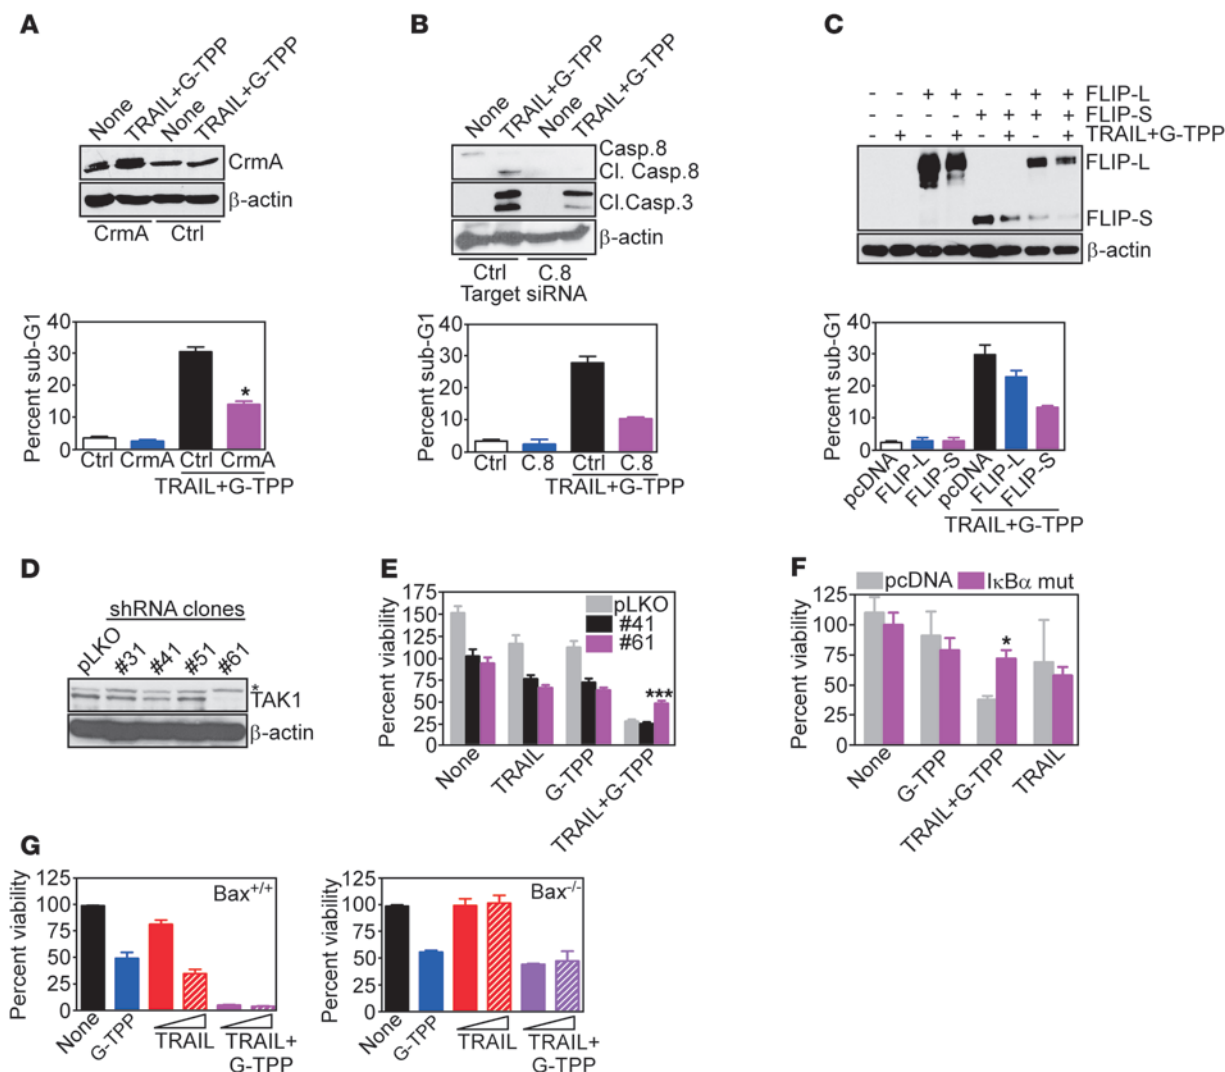 A
None
TRAIL+G-TPP
None
TRAIL+G-TPP
CrmA
β-actin
CrmA
Ctrl
Percent sub-G1
40
30
20
10
0
*
Ctrl
CrmA
Ctrl
CrmA
TRAIL+G-TPP
B
None
TRAIL+G-TPP
None
TRAIL+G-TPP
Casp.8
Cl. Casp.8
Cl.Casp.3
β-actin
Ctrl
C.8
Target siRNA
Percent sub-G1
40
30
20
10
0
Ctrl
C.8
Ctrl
C.8
TRAIL+G-TPP
C
- - + + - - + + FLIP-L
- - - - + + + + FLIP-S
- + - + - + - + TRAIL+G-TPP
FLIP-L
FLIP-S
β-actin
Percent sub-G1
40
30
20
10
0
pcDNA
FLIP-L
FLIP-S
pcDNA
FLIP-L
FLIP-S
TRAIL+G-TPP
D
shRNA clones
pLKO
#31
#41
#51
#61
*
TAK1
β-actin
E
Percent viability
175
150
125
100
75
50
25
0
pLKO
#41
#61
***
None
TRAIL
G-TPP
TRAIL+G-TPP
F
pcDNA
IκBα mut
Percent viability
125
100
75
50
25
0
*
None
G-TPP
TRAIL+G-TPP
TRAIL
G
Percent viability
125
100
75
50
25
0
Bax+/+
None
G-TPP
TRAIL
TRAIL+
G-TPP
Percent viability
125
100
75
50
25
0
Bax-/-
None
G-TPP
TRAIL
TRAIL+
G-TPP